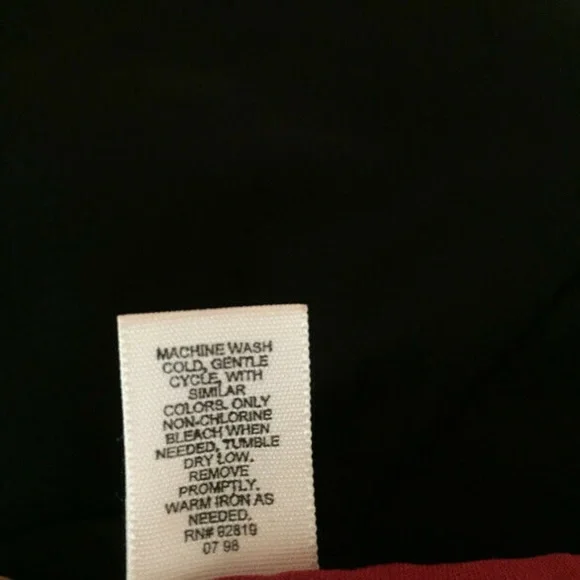 MACHINE WASH
COLD, GENTLE
CYCLE, WITH
SIMILAR
COLORS. ONLY
NON-CHLORINE
BLEACH WHEN
NEEDED, TUMBLE
DRY LOW.
REMOVE
PROMPTLY.
WARM IRON AS
NEEDED.
RN# 92819
07 98